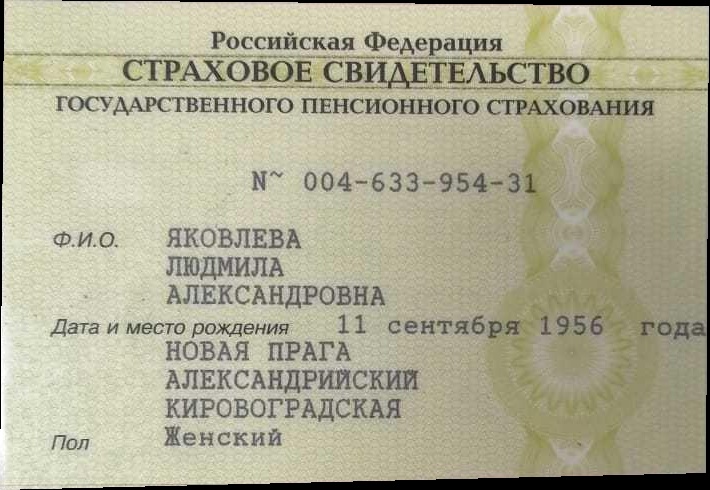 Российская Федерация
СТРАХОВОЕ СВИДЕТЕЛЬСТВО
ГОСУДАРСТВЕННОГО ПЕНСИОННОГО СТРАХОВАНИЯ
N~ 004-633-954-31
Ф.И.О. ЯКОВЛЕВА
ЛЮДМИЛА
АЛЕКСАНДРОВНА
Дата и место рождения 11 сентября 1956 года
НОВАЯ ПРАГА
АЛЕКСАНДРИЙСКИЙ
КИРОВОГРАДСКАЯ
Пол Женский